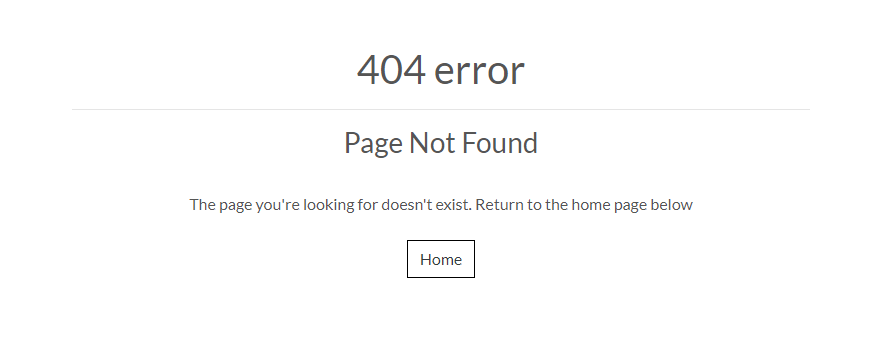 404 error
Page Not Found
The page you're looking for doesn't exist. Return to the home page below
Home